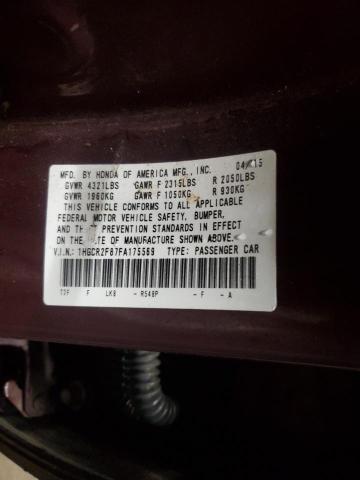 MFD. BY HONDA OF AMERICA MFG., INC. 04/15
GVWR 4321LBS GAWR F 2315LBS R 2050LBS
GVWR 1960KG GAWR F 1050KG R 930KG
THIS VEHICLE CONFORMS TO ALL APPLICABLE
FEDERAL MOTOR VEHICLE SAFETY, BUMPER,
AND THEFT PREVENTION STANDARDS IN EFFECT
ON THE DATE OF MANUFACTURE SHOWN ABOVE.
V.I.N.: 1HGCR2F87FA175569 TYPE: PASSENGER CAR
F LK8 - R548P - F - A